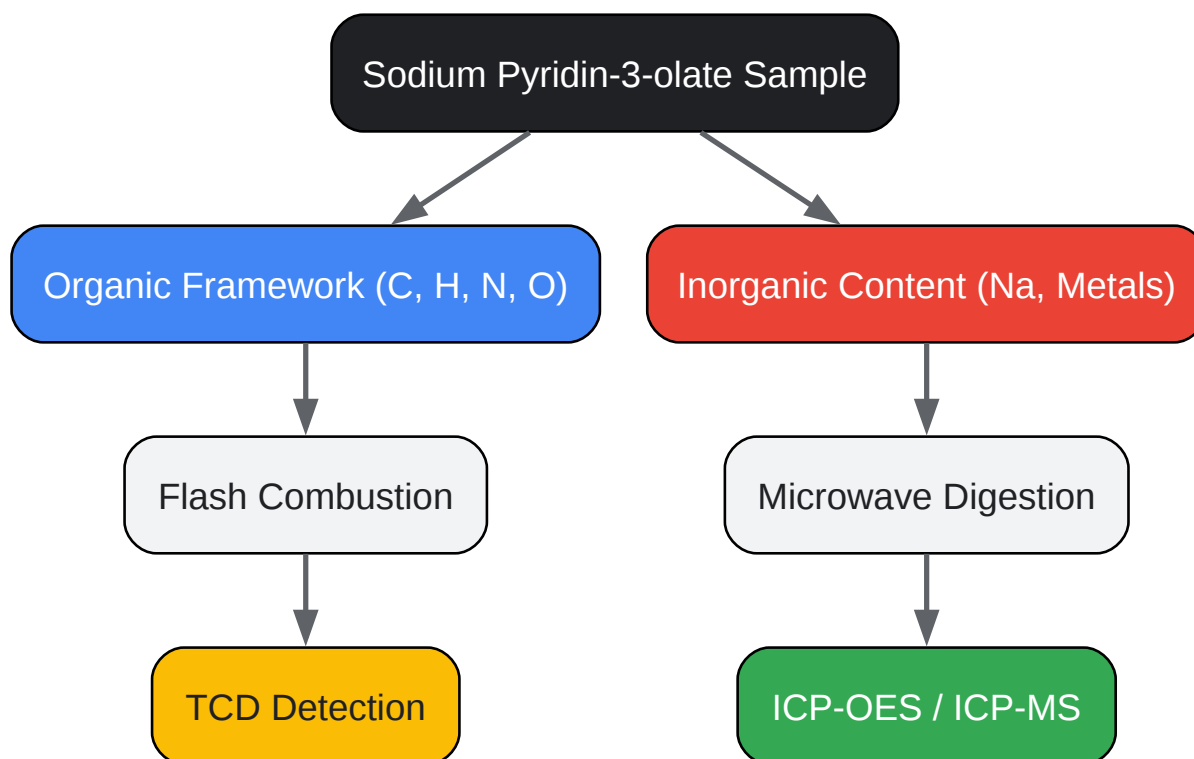 Sodium Pyridin-3-olate Sample
Organic Framework (C, H, N, O)
Inorganic Content (Na, Metals)
Flash Combustion
Microwave Digestion
TCD Detection
ICP-OES / ICP-MS